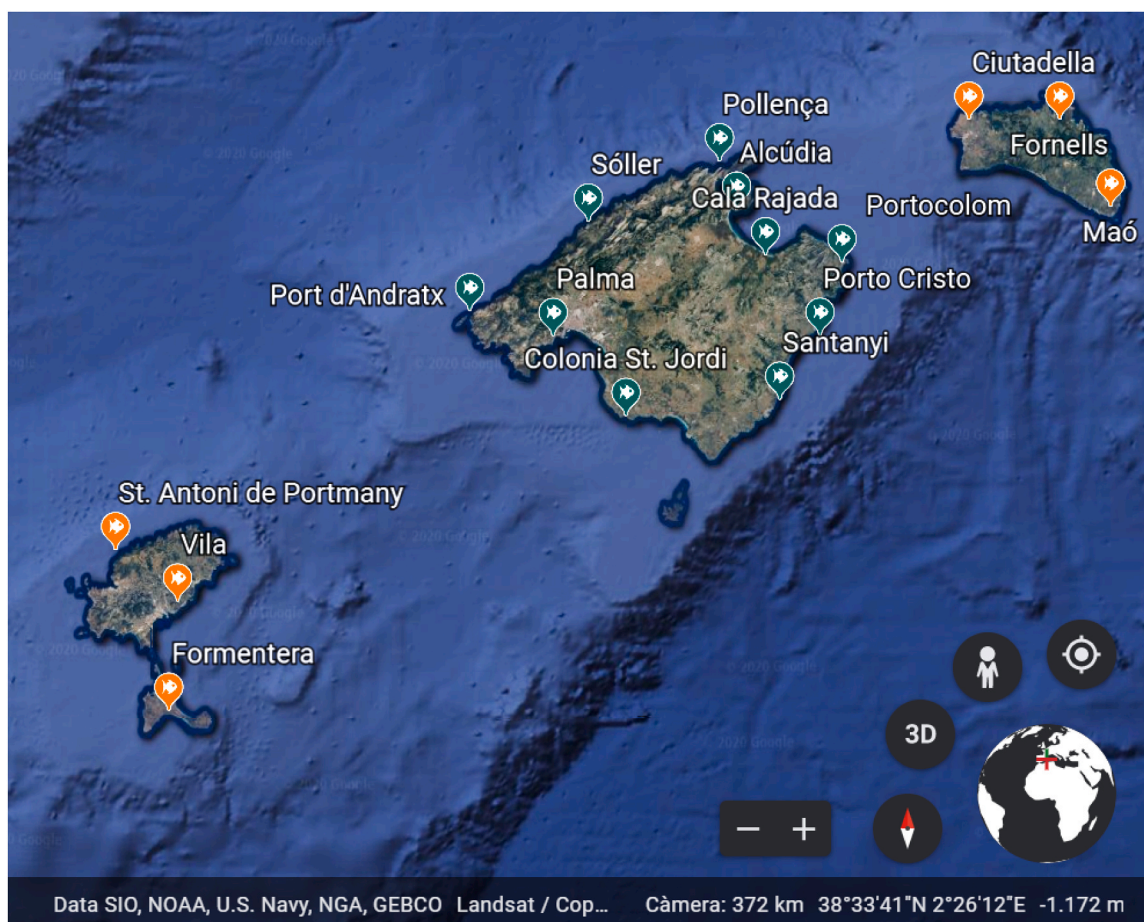 Ciutadella
Pollença
Fornells
Alcúdia
Sóller
Cala Rajada
Portocolom
Maó
Port d'Andratx
Palma
Porto Cristo
Santanyi
Colonia St. Jordi
St. Antoni de Portmany
Vila
Formentera
3D
Data SIO, NOAA, U.S. Navy, NGA, GEBCO Landsat / Cop... Càmera: 372 km 38°33'41"N 2°26'12"E -1.172 m